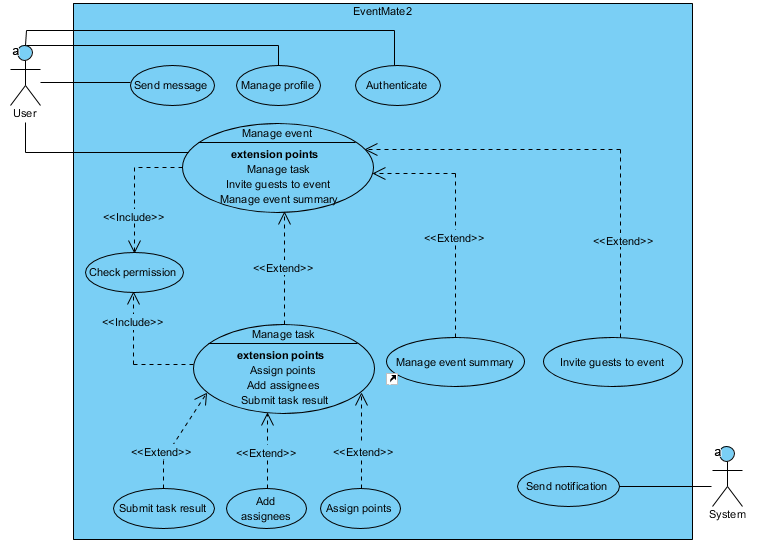 EventMate2
a
User
Send message
Manage profile
Authenticate
Manage event
extension points
Manage task
Invite guests to event
Manage event summary
<<Include>>
<<Extend>>
<<Extend>>
<<Extend>>
Check permission
<<Include>>
Manage task
extension points
Assign points
Add assignees
Submit task result
Manage event summary
Invite guests to event
<<Extend>>
<<Extend>>
<<Extend>>
Submit task result
Add
assignees
Assign points
Send notification
a
System